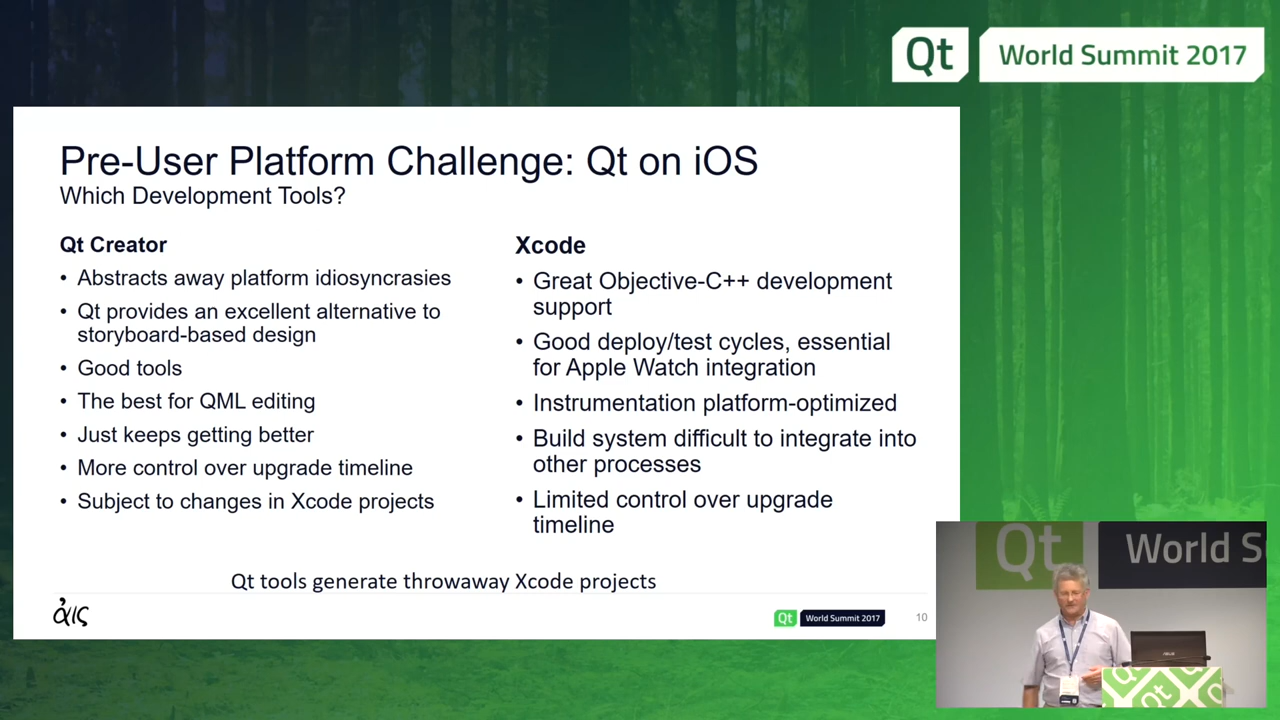 Qt World Summit 2017
Pre-User Platform Challenge: Qt on iOS
Which Development Tools?
Qt Creator
• Abstracts away platform idiosyncrasies
• Qt provides an excellent alternative to
storyboard-based design
• Good tools
• The best for QML editing
• Just keeps getting better
• More control over upgrade timeline
• Subject to changes in Xcode projects
Xcode
• Great Objective-C++ development
support
• Good deploy/test cycles, essential
for Apple Watch integration
• Instrumentation platform-optimized
• Build system difficult to integrate into
other processes
• Limited control over upgrade
timeline
Qt tools generate throwaway Xcode projects
ἀις
Qt World Summit 2017
10
Qt World S
ASUS
Qt